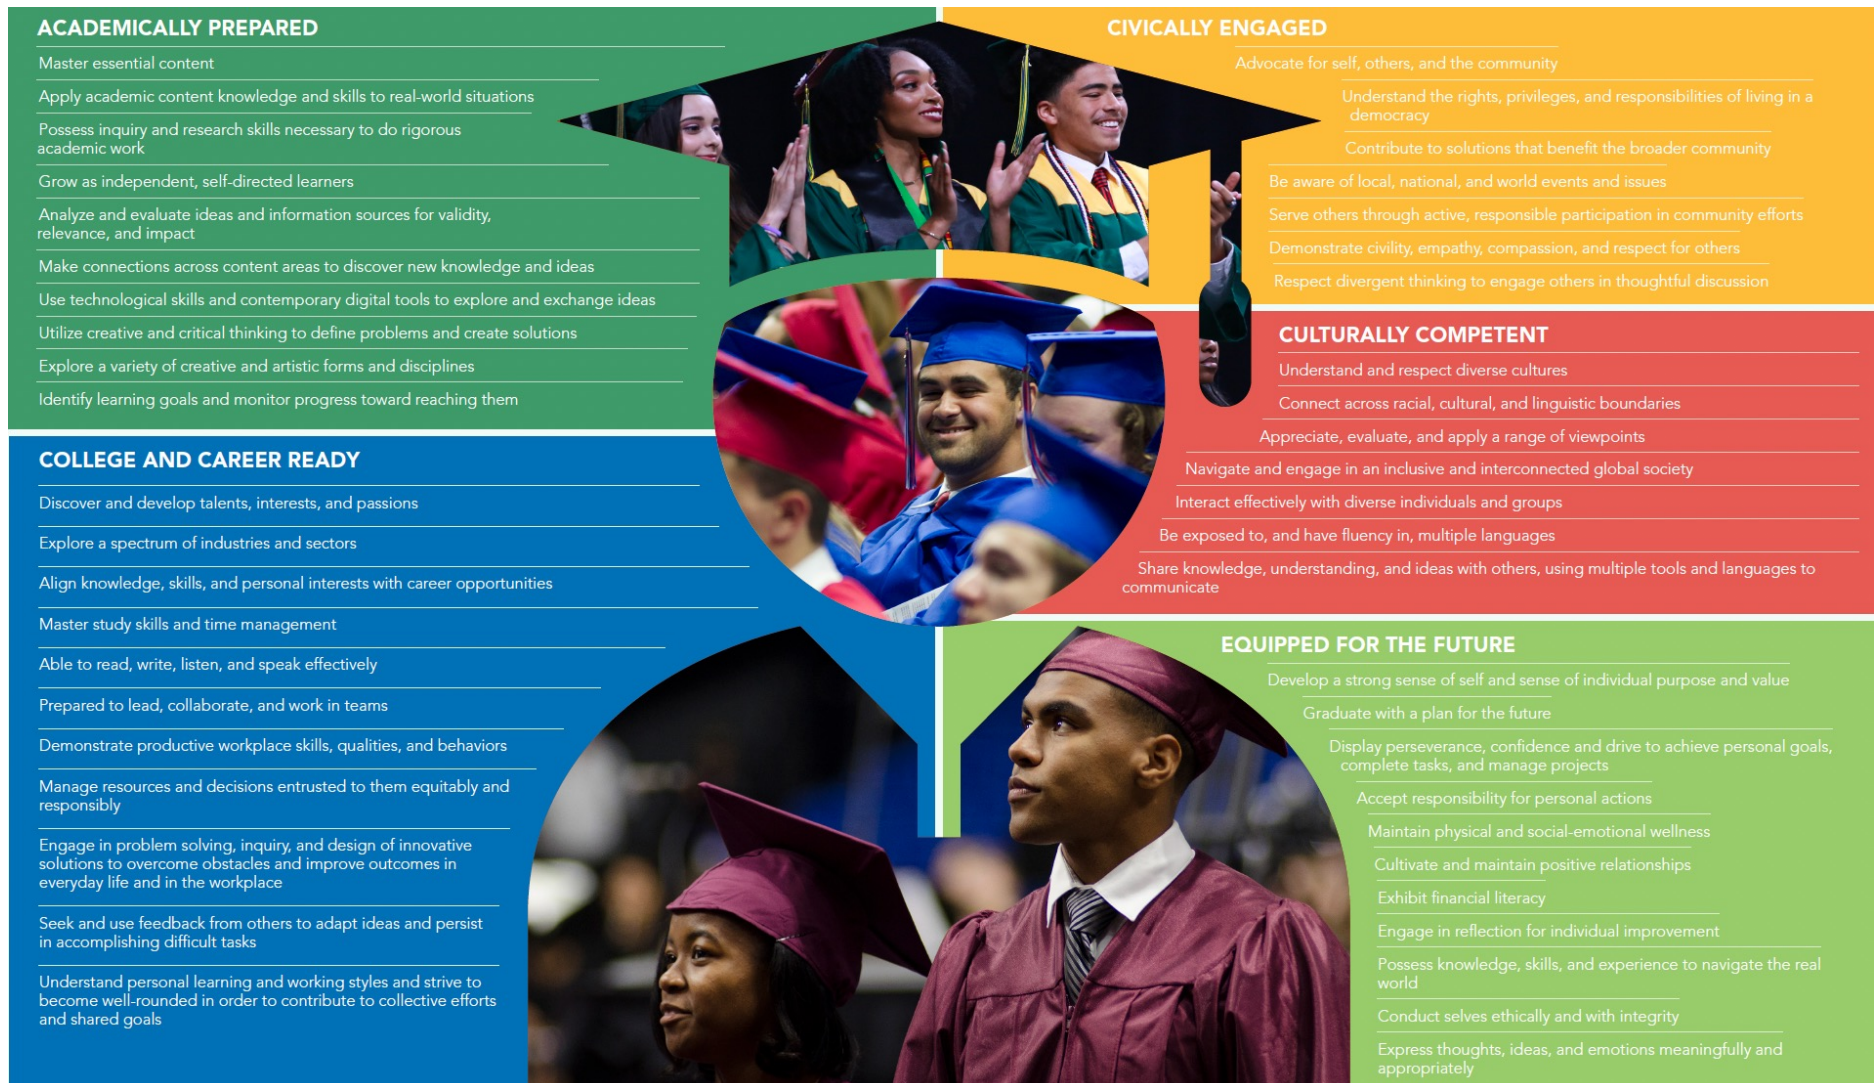 ACADEMICALLY PREPARED
Master essential content
Apply academic content knowledge and skills to real-world situations
Possess inquiry and research skills necessary to do rigorous
academic work
Grow as independent, self-directed learners
Analyze and evaluate ideas and information sources for validity,
relevance, and impact
Make connections across content areas to discover new knowledge and ideas
Use technological skills and contemporary digital tools to explore and exchange ideas
Utilize creative and critical thinking to define problems and create solutions
Explore a variety of creative and artistic forms and disciplines
Identify learning goals and monitor progress toward reaching them
CIVICALLY ENGAGED
Advocate for self, others, and the community
Understand the rights, privileges, and responsibilities of living in a
democracy
Contribute to solutions that benefit the broader community
Be aware of local, national, and world events and issues
Serve others through active, responsible participation in community efforts
Demonstrate civility, empathy, compassion, and respect for others
Respect divergent thinking to engage others in thoughtful discussion
CULTURALLY COMPETENT
Understand and respect diverse cultures
Connect across racial, cultural, and linguistic boundaries
Appreciate, evaluate, and apply a range of viewpoints
Navigate and engage in an inclusive and interconnected global society
Interact effectively with diverse individuals and groups
Be exposed to, and have fluency in, multiple languages
Share knowledge, understanding, and ideas with others, using multiple tools and languages to
communicate
COLLEGE AND CAREER READY
Discover and develop talents, interests, and passions
Explore a spectrum of industries and sectors
Align knowledge, skills, and personal interests with career opportunities
Master study skills and time management
Able to read, write, listen, and speak effectively
Prepared to lead, collaborate, and work in teams
Demonstrate productive workplace skills, qualities, and behaviors
Manage resources and decisions entrusted to them equitably and
responsibly
Engage in problem solving, inquiry, and design of innovative
solutions to overcome obstacles and improve outcomes in
everyday life and in the workplace
Seek and use feedback from others to adapt ideas and persist
in accomplishing difficult tasks
Understand personal learning and working styles and strive to
become well-rounded in order to contribute to collective efforts
and shared goals
EQUIPPED FOR THE FUTURE
Develop a strong sense of self and sense of individual purpose and value
Graduate with a plan for the future
Display perseverance, confidence and drive to achieve personal goals,
complete tasks, and manage projects
Accept responsibility for personal actions
Maintain physical and social-emotional wellness
Cultivate and maintain positive relationships
Exhibit financial literacy
Engage in reflection for individual improvement
Possess knowledge, skills, and experience to navigate the real
world
Conduct selves ethically and with integrity
Express thoughts, ideas, and emotions meaningfully and
appropriately